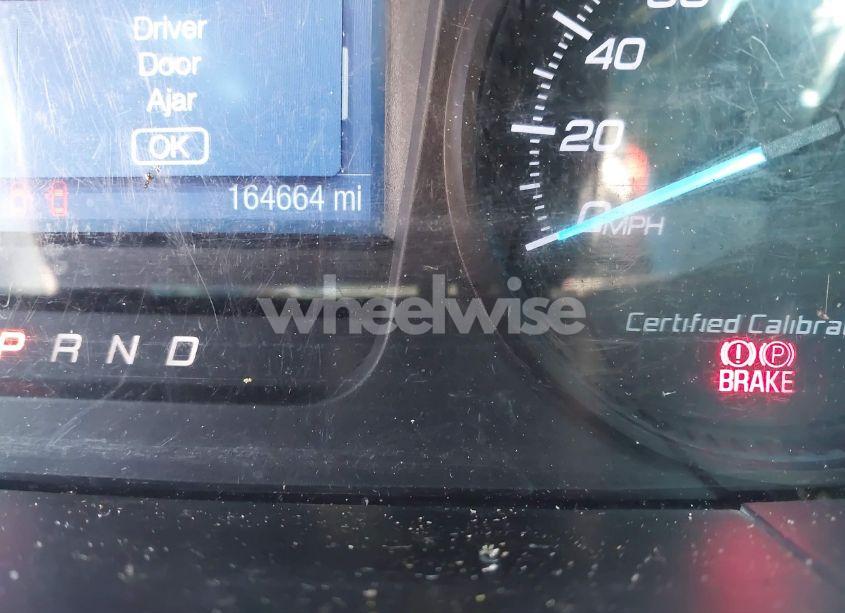 Driver
Door
Ajar
OK
164664 mi
P R N D
40
20
0
MPH
wheelwise
Certified Calibra
! P
BRAKE